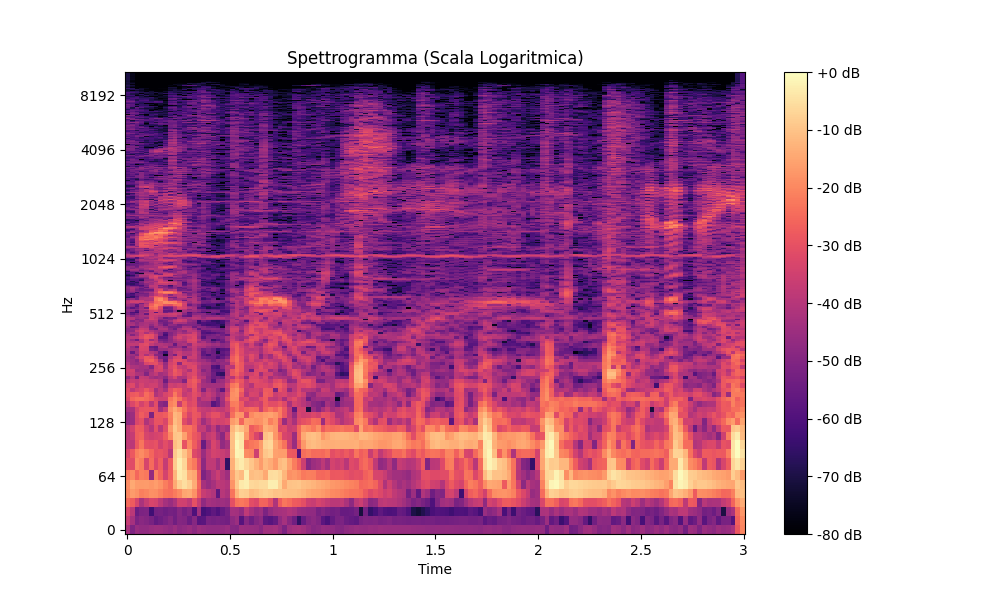 Spettrogramma (Scala Logaritmica)
Hz
8192
4096
2048
1024
512
256
128
64
0
0
0.5
1
1.5
2
2.5
3
Time
+0 dB
-10 dB
-20 dB
-30 dB
-40 dB
-50 dB
-60 dB
-70 dB
-80 dB